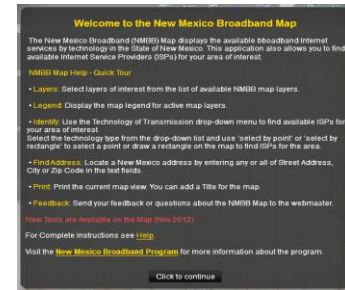 Welcome to the New Mexico Broadband Map
The New Mexico Broadband (NMBB) Map displays the available bboadband Internet
services by technology in the State of New Mexico. This application also allows you to find
available Internet Service Providers (ISPs) for your area of interest.
NMBB Map Help - Quick Tour
• Layers: Select layers of interest from the list of available NMBB map layers.
• Legend: Display the map legend for active map layers.
• Identify: Use the Technology of Transmission drop-down menu to find available ISPs for
your area of interest.
Select the technology type from the drop-down list and use 'select by point' or 'select by
rectangle' to select a point or draw a rectangle on the map to find ISPs for the area.
• Find Address: Locate a New Mexico address by entering any or all of Street Address,
City or Zip Code in the text fields.
• Print: Print the current map view. You can add a Title for the map.
• Feedback: Send your feedback or questions about the NMBB Map to the webmaster.
New Tools are Available on the Map (Nov 2012).
For Complete Instructions see Help.
Visit the New Mexico Broadband Program for more information about the program.
Click to continue